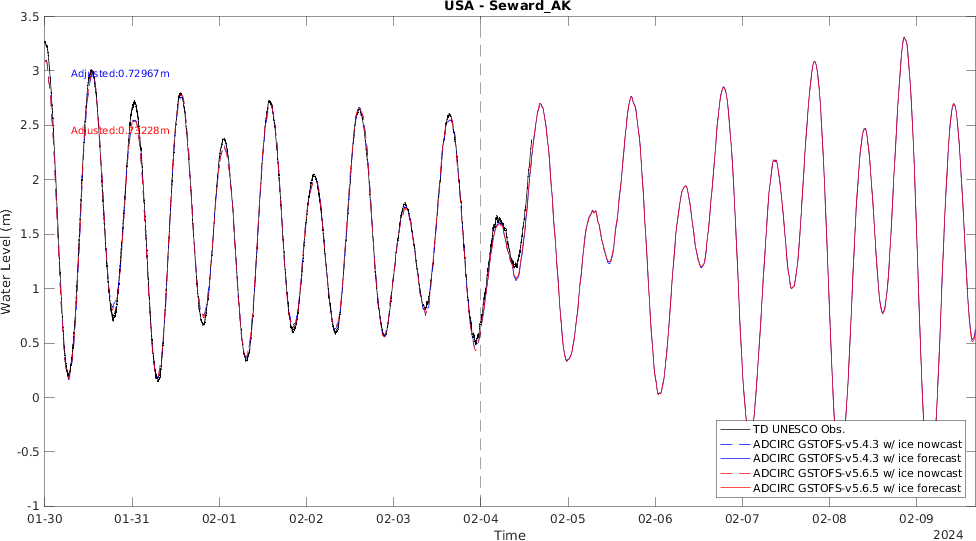 USA - Seward_AK
3.5
3
2.5
2
1.5
1
0.5
0
-0.5
-1
Water Level (m)
Adjusted:0.72967m
Adjusted:0.73228m
TD UNESCO Obs.
ADCIRC GSTOFS-v5.4.3 w/ ice nowcast
ADCIRC GSTOFS-v5.4.3 w/ ice forecast
ADCIRC GSTOFS-v5.6.5 w/ ice nowcast
ADCIRC GSTOFS-v5.6.5 w/ ice forecast
01-30 01-31 02-01 02-02 02-03 02-04 02-05 02-06 02-07 02-08 02-09
Time
2024